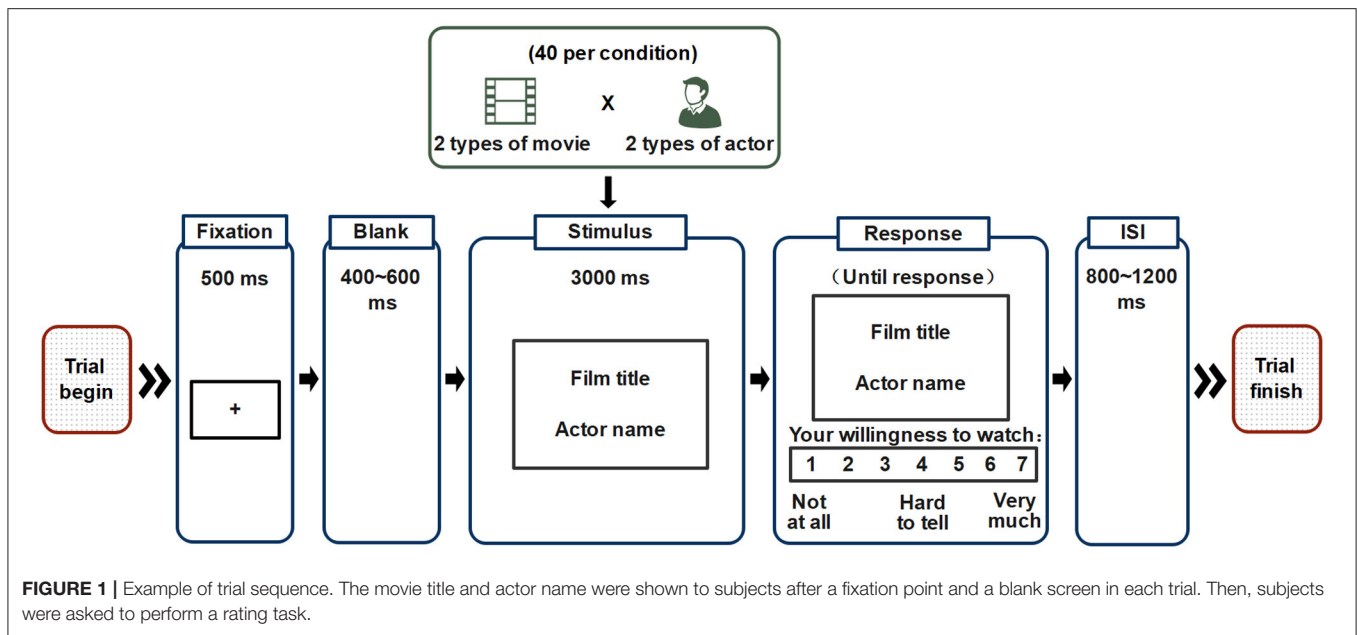 (40 per condition)
X
2 types of movie 2 types of actor
Fixation
500 ms
+
Blank
400~600
ms
Stimulus
3000 ms
Film title
Actor name
Response
（Until response）
Film title
Actor name
Your willingness to watch：
1 2 3 4 5 6 7
Not
at all
Hard
to tell
Very
much
ISI
800~1200
ms
Trial
begin
Trial
finish
FIGURE 1 | Example of trial sequence. The movie title and actor name were shown to subjects after a fixation point and a blank screen in each trial. Then, subjects
were asked to perform a rating task.